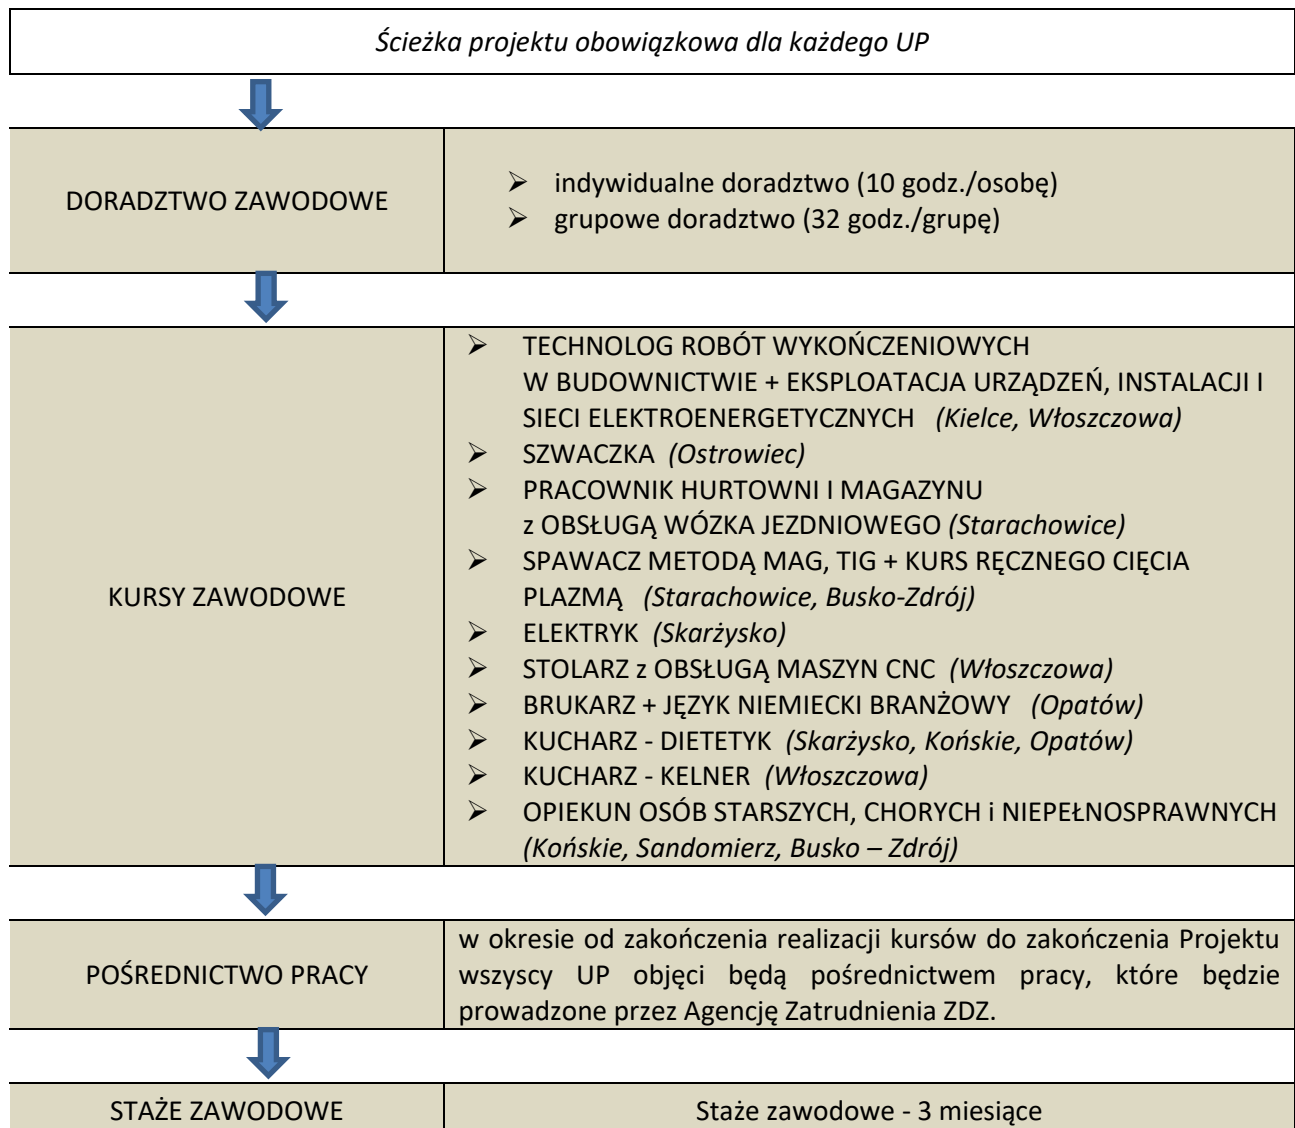 Ścieżka projektu obowiązkowa dla każdego UP
DORADZTWO ZAWODOWE
➢ indywidualne doradztwo (10 godz./osobę)
➢ grupowe doradztwo (32 godz./grupę)
KURSY ZAWODOWE
➢ TECHNOLOG ROBÓT WYKOŃCZENIOWYCH
W BUDOWNICTWIE + EKSPLOATACJA URZĄDZEŃ, INSTALACJI I
SIECI ELEKTROENERGETYCZNYCH (Kielce, Włoszczowa)
➢ SZWACZKA (Ostrowiec)
➢ PRACOWNIK HURTOWNI I MAGAZYNU
z OBSŁUGĄ WÓZKA JEZDNIOWEGO (Starachowice)
➢ SPAWACZ METODĄ MAG, TIG + KURS RĘCZNEGO CIĘCIA
PLAZMĄ (Starachowice, Busko-Zdrój)
➢ ELEKTRYK (Skarżysko)
➢ STOLARZ z OBSŁUGĄ MASZYN CNC (Włoszczowa)
➢ BRUKARZ + JĘZYK NIEMIECKI BRANŻOWY (Opatów)
➢ KUCHARZ - DIETETYK (Skarżysko, Końskie, Opatów)
➢ KUCHARZ - KELNER (Włoszczowa)
➢ OPIEKUN OSÓB STARSZYCH, CHORYCH i NIEPEŁNOSPRAWNYCH
(Końskie, Sandomierz, Busko – Zdrój)
POŚREDNICTWO PRACY
w okresie od zakończenia realizacji kursów do zakończenia Projektu
wszyscy UP objęci będą pośrednictwem pracy, które będzie
prowadzone przez Agencję Zatrudnienia ZDZ.
STAŻE ZAWODOWE
Staże zawodowe - 3 miesiące